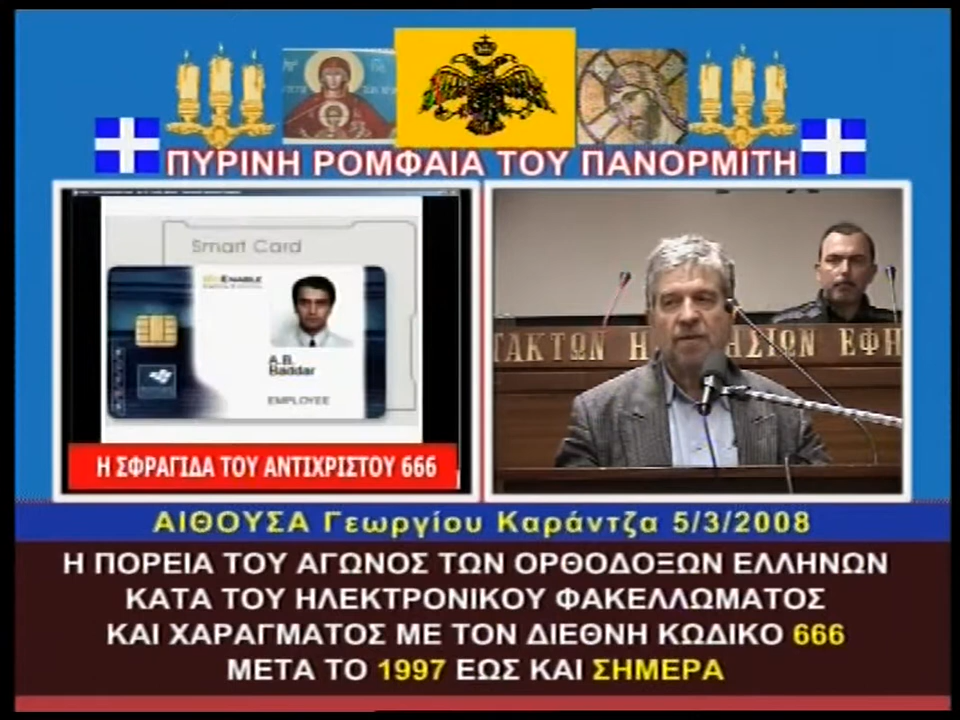 ΠΥΡΙΝΗ ΡΟΜΦΑΙΑ ΤΟΥ ΠΑΝΟΡΜΙΤΗ
Smart Card
A.B.
Baddar
EMPLOYEE
Η ΣΦΡΑΓΙΔΑ ΤΟΥ ΑΝΤΙΧΡΙΣΤΟΥ 666
ΤΑΚΤΩΝ Η ΗΣΙΩΝ ΕΦΗ
ΑΙΘΟΥΣΑ Γεωργίου Καράντζα 5/3/2008
Η ΠΟΡΕΙΑ ΤΟΥ ΑΓΩΝΟΣ ΤΩΝ ΟΡΘΟΔΟΞΩΝ ΕΛΛΗΝΩΝ
ΚΑΤΑ ΤΟΥ ΗΛΕΚΤΡΟΝΙΚΟΥ ΦΑΚΕΛΛΩΜΑΤΟΣ
ΚΑΙ ΧΑΡΑΓΜΑΤΟΣ ΜΕ ΤΟΝ ΔΙΕΘΝΗ ΚΩΔΙΚΟ 666
ΜΕΤΑ ΤΟ 1997 ΕΩΣ ΚΑΙ ΣΗΜΕΡΑ